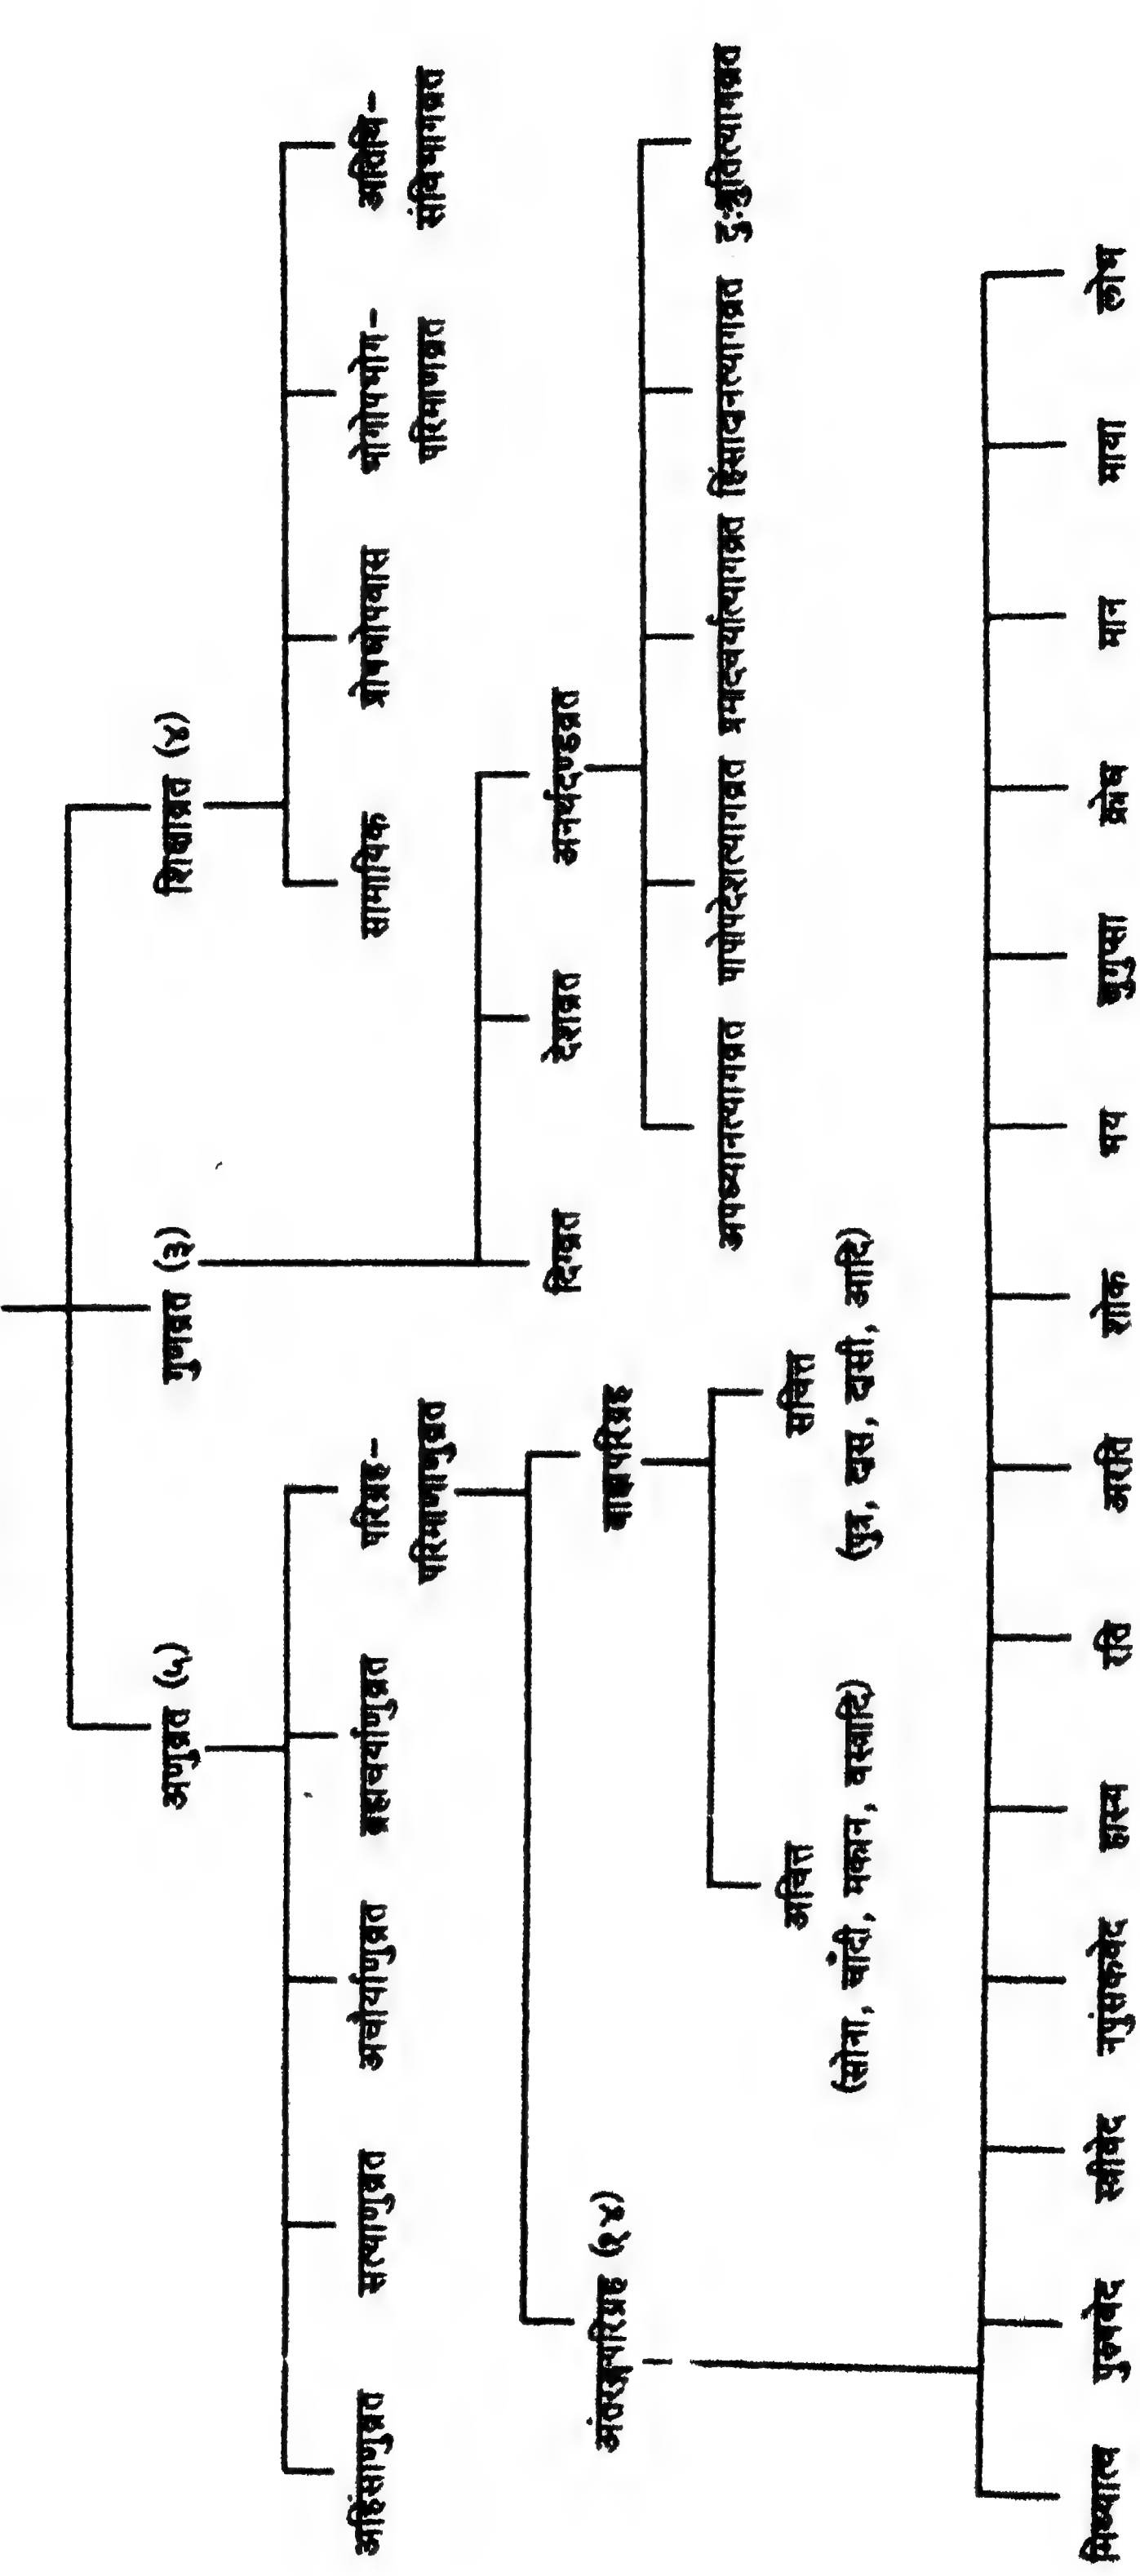 अणुव्रत (५) गुणव्रत (३) शिक्षाव्रत (४)
अहिंसाणुव्रत सत्याणुव्रत अचौर्याणुव्रत ब्रह्मचर्याणुव्रत परिग्रह- सामायिक प्रोषधोपवास भोगोपभोग- अतिथि-
परिमाणाणुव्रत परिमाणव्रत संविभागव्रत
दिग्व्रत देशव्रत अनर्थदण्डव्रत
अंतरङ्गपरिग्रह (१४) बाह्यपरिग्रह
अपध्यानत्यागव्रत पापोपदेशत्यागव्रत प्रमादचर्यात्यागव्रत हिंसादानत्यागव्रत दुःश्रुतित्यागव्रत
अचित्त सचित्त
(सोना, चांदी, मकान, वस्त्रादि) (पुत्र, दास, दासी, आदि)
मिथ्यात्व पुरुषवेद स्त्रीवेद नपुंसकवेद हास्य रति अरति शोक भय जुगुप्सा क्रोध मान माया लोभ